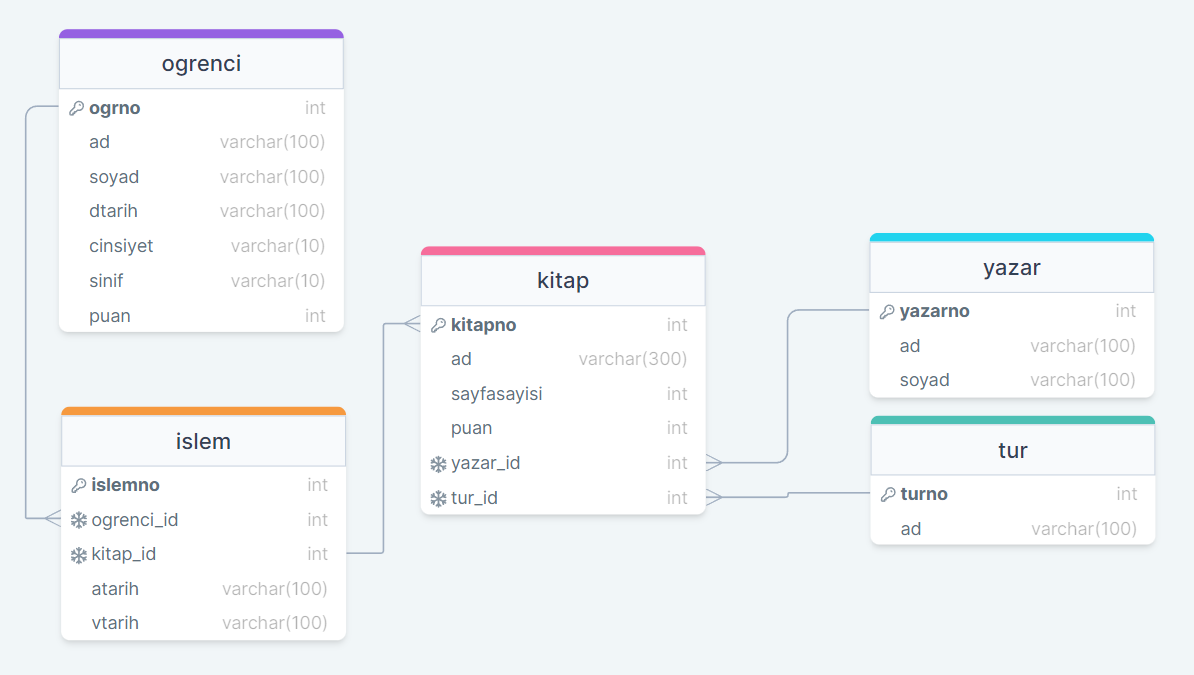 ogrenci
ogrno int
ad varchar(100)
soyad varchar(100)
dtarih varchar(100)
cinsiyet varchar(10)
sinif varchar(10)
puan int
islem
islemno int
ogrenci_id int
kitap_id int
atarih varchar(100)
vtarih varchar(100)
kitap
kitapno int
ad varchar(300)
sayfasayisi int
puan int
yazar_id int
tur_id int
yazar
yazarno int
ad varchar(100)
soyad varchar(100)
tur
turno int
ad varchar(100)